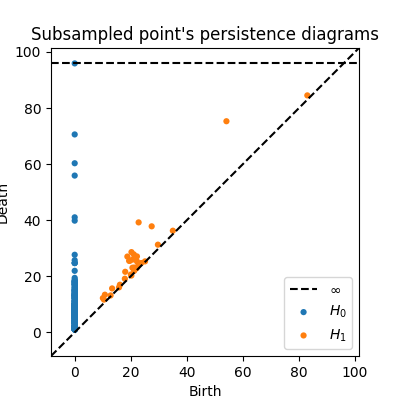 Subsampled point's persistence diagrams
100
80
60
40
20
0
Death
0 20 40 60 80 100
Birth
∞
H₀
H₁